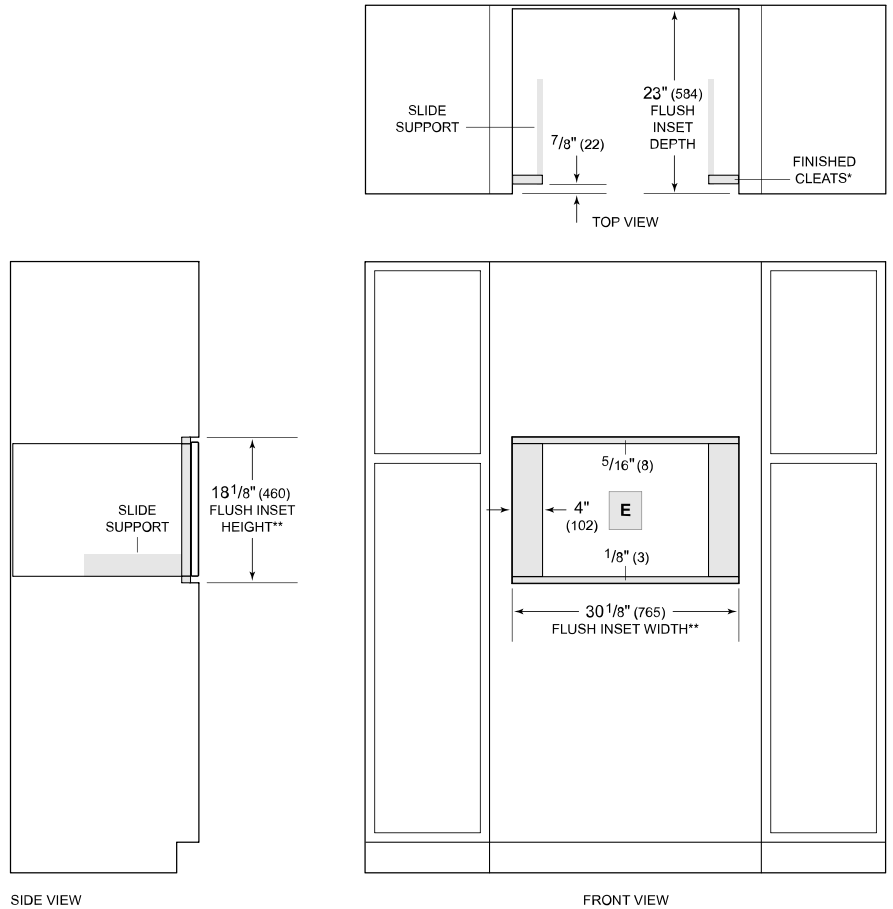 SLIDE
SUPPORT
7/8" (22)
23" (584)
FLUSH
INSET
DEPTH
FINISHED
CLEATS*
TOP VIEW
18 1/8" (460)
FLUSH INSET
HEIGHT**
SLIDE
SUPPORT
5/16" (8)
4"
(102)
E
1/8" (3)
30 1/8" (765)
FLUSH INSET WIDTH**
SIDE VIEW
FRONT VIEW